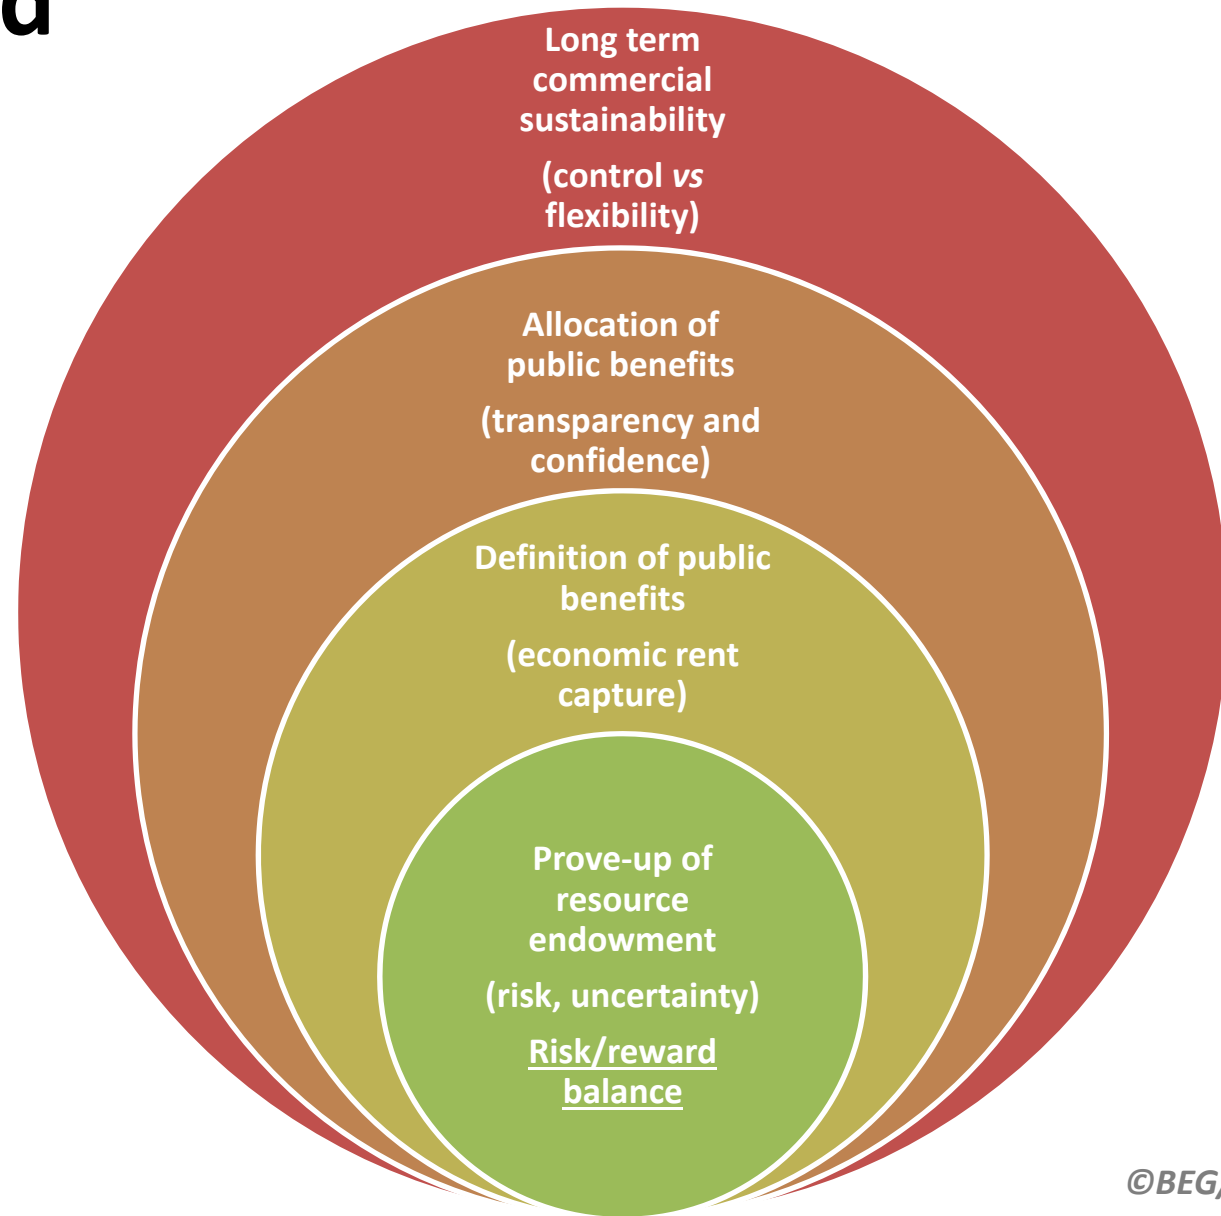 d
Long term
commercial
sustainability
(control vs
flexibility)
Allocation of
public benefits
(transparency and
confidence)
Definition of public
benefits
(economic rent
capture)
Prove-up of
resource
endowment
(risk, uncertainty)
Risk/reward
balance
©BEG/